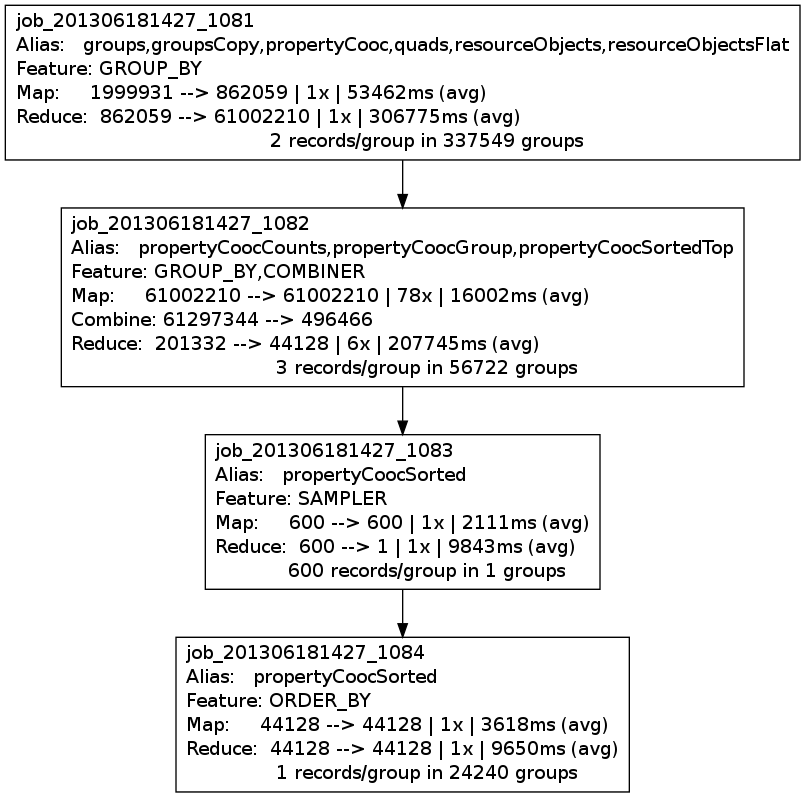 job_201306181427_1081
Alias: groups,groupsCopy,propertyCooc,quads,resourceObjects,resourceObjectsFlat
Feature: GROUP_BY
Map: 1999931 --> 862059 | 1x | 53462ms (avg)
Reduce: 862059 --> 61002210 | 1x | 306775ms (avg)
2 records/group in 337549 groups
job_201306181427_1082
Alias: propertyCoocCounts,propertyCoocGroup,propertyCoocSortedTop
Feature: GROUP_BY,COMBINER
Map: 61002210 --> 61002210 | 78x | 16002ms (avg)
Combine: 61297344 --> 496466
Reduce: 201332 --> 44128 | 6x | 207745ms (avg)
3 records/group in 56722 groups
job_201306181427_1083
Alias: propertyCoocSorted
Feature: SAMPLER
Map: 600 --> 600 | 1x | 2111ms (avg)
Reduce: 600 --> 1 | 1x | 9843ms (avg)
600 records/group in 1 groups
job_201306181427_1084
Alias: propertyCoocSorted
Feature: ORDER_BY
Map: 44128 --> 44128 | 1x | 3618ms (avg)
Reduce: 44128 --> 44128 | 1x | 9650ms (avg)
1 records/group in 24240 groups